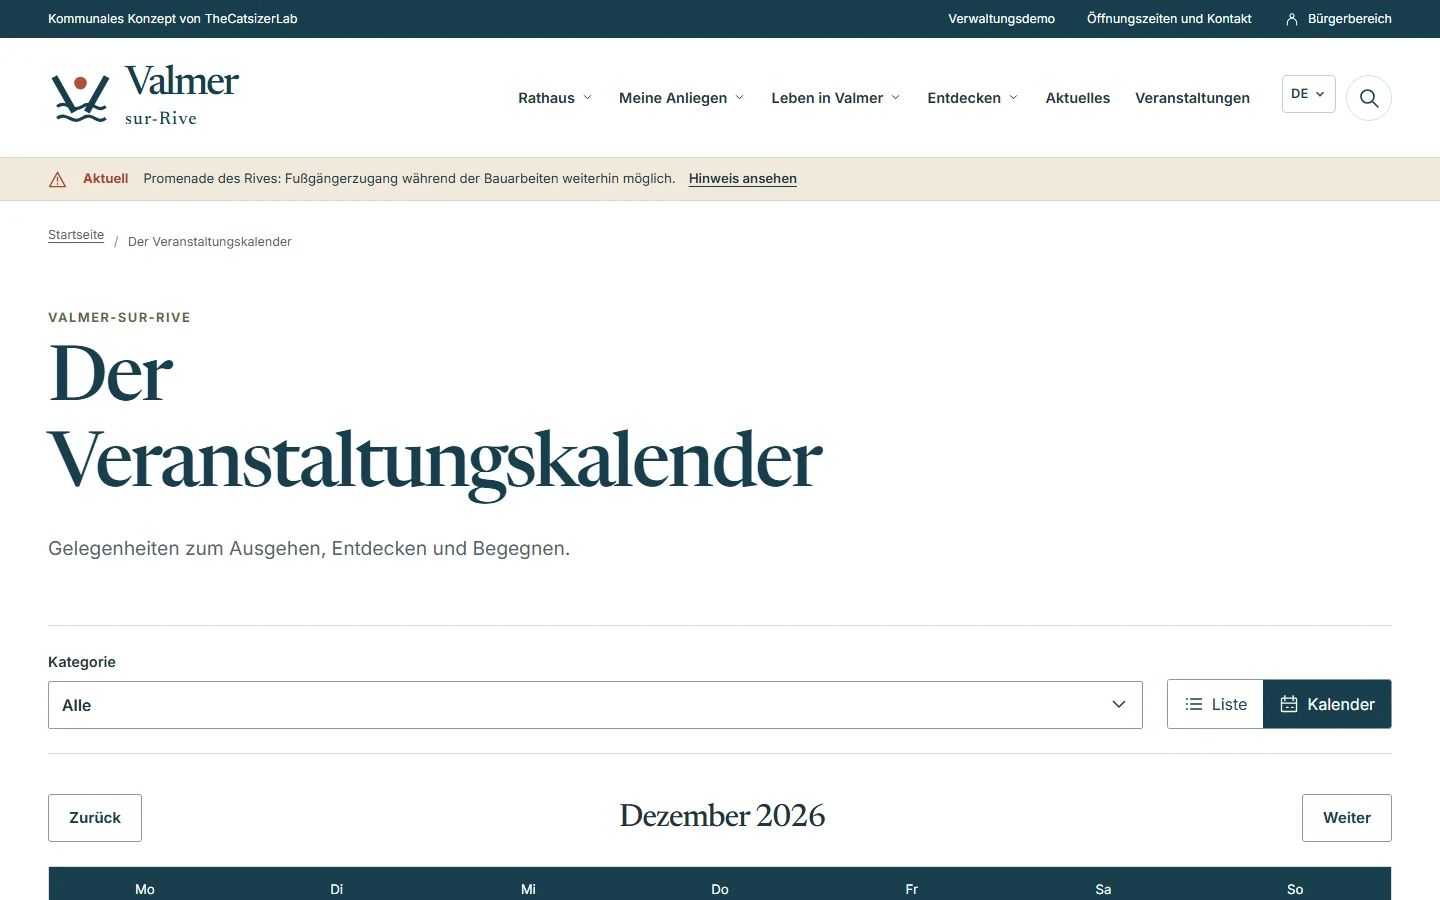 Kommunales Konzept von TheCatsizerLab
Verwaltungsdemo
Öffnungszeiten und Kontakt
Bürgerbereich
Valmer
sur-Rive
Rathaus
Meine Anliegen
Leben in Valmer
Entdecken
Aktuelles
Veranstaltungen
DE
Aktuell Promenade des Rives: Fußgängerzugang während der Bauarbeiten weiterhin möglich. Hinweis ansehen
Startseite / Der Veranstaltungskalender
VALMER-SUR-RIVE
Der
Veranstaltungskalender
Gelegenheiten zum Ausgehen, Entdecken und Begegnen.
Kategorie
Alle
Liste
Kalender
Zurück
Dezember 2026
Weiter
Mo Di Mi Do Fr Sa So